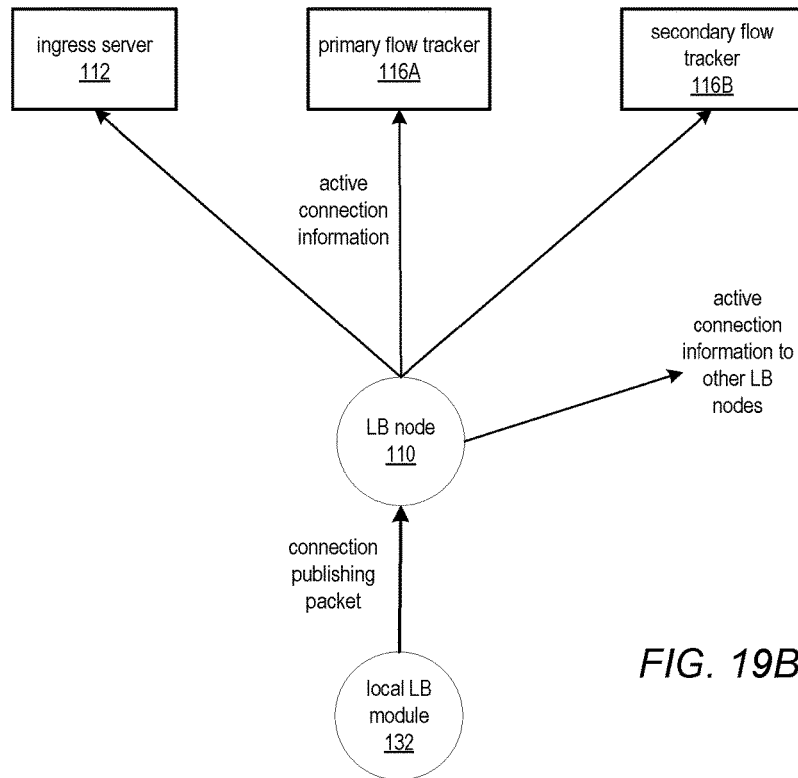 ingress server
112
primary flow tracker
116A
secondary flow
tracker
116B
active
connection
information
active
connection
information to
other LB
nodes
LB node
110
connection
publishing
packet
FIG. 19B
local LB
module
132